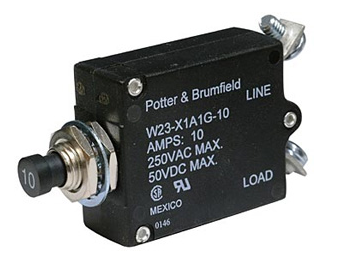 Potter & Brumfield
LINE
W23-X1A1G-10
AMPS: 10
250VAC MAX.
50VDC MAX.
LOAD
MEXICO
0146
10